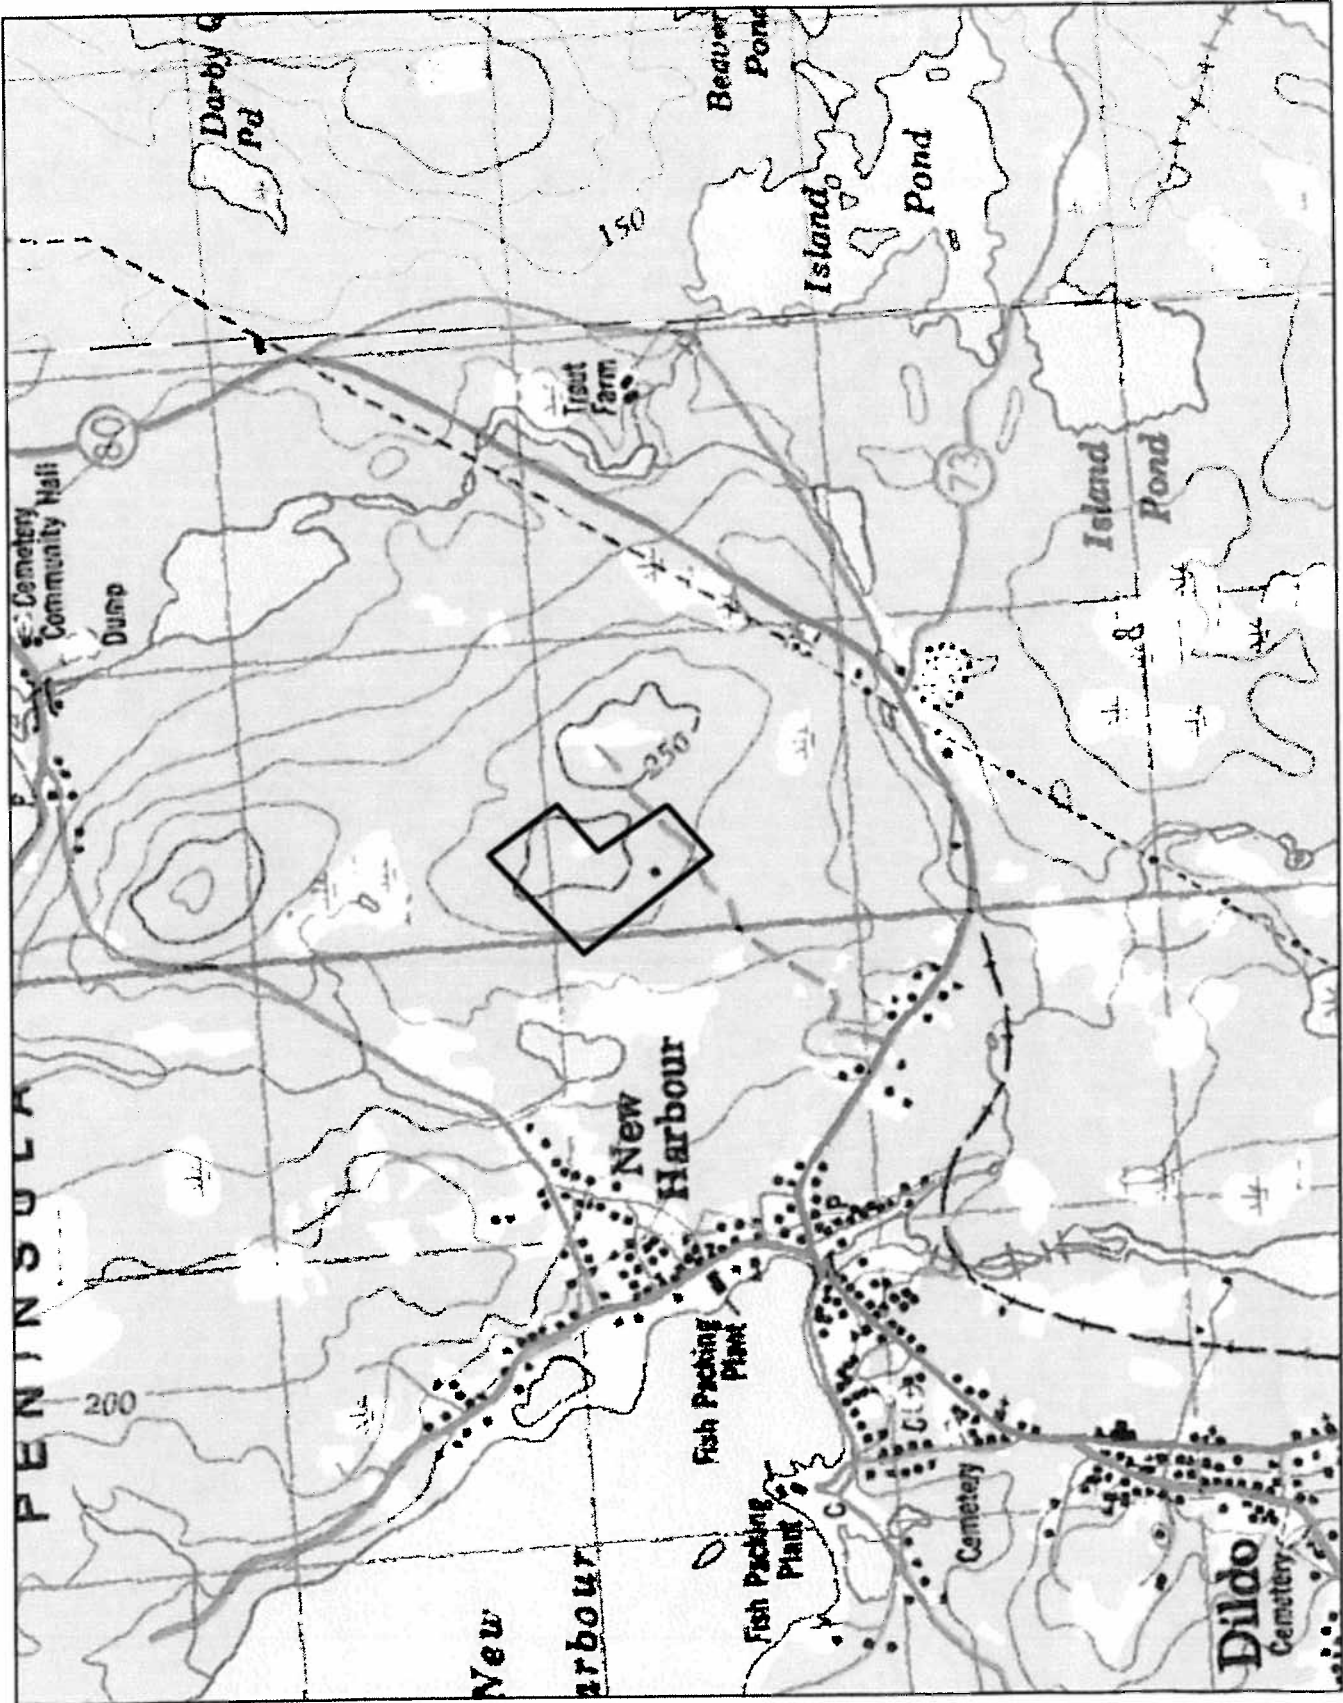 Darby
Pd
Beaver
Pond
Island
Pond
150
80
Trout
Farm
73
Island
Pond
Cemetery
Community Hall
Dump
250
New
Harbour
PENINSULA
200
Fish Packing
Plant
Fish Packing
Plant
Cemetery
New
arbour
Dildo
Cemetery